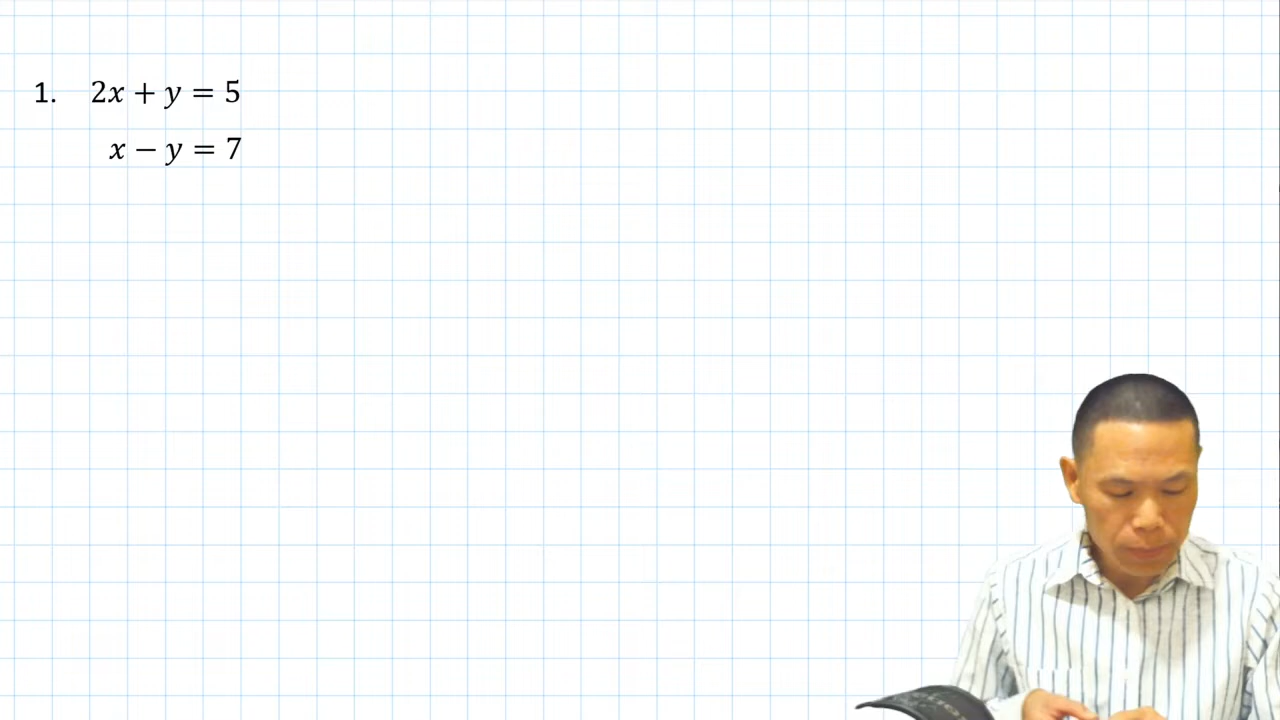 1. 2x + y = 5
x − y = 7